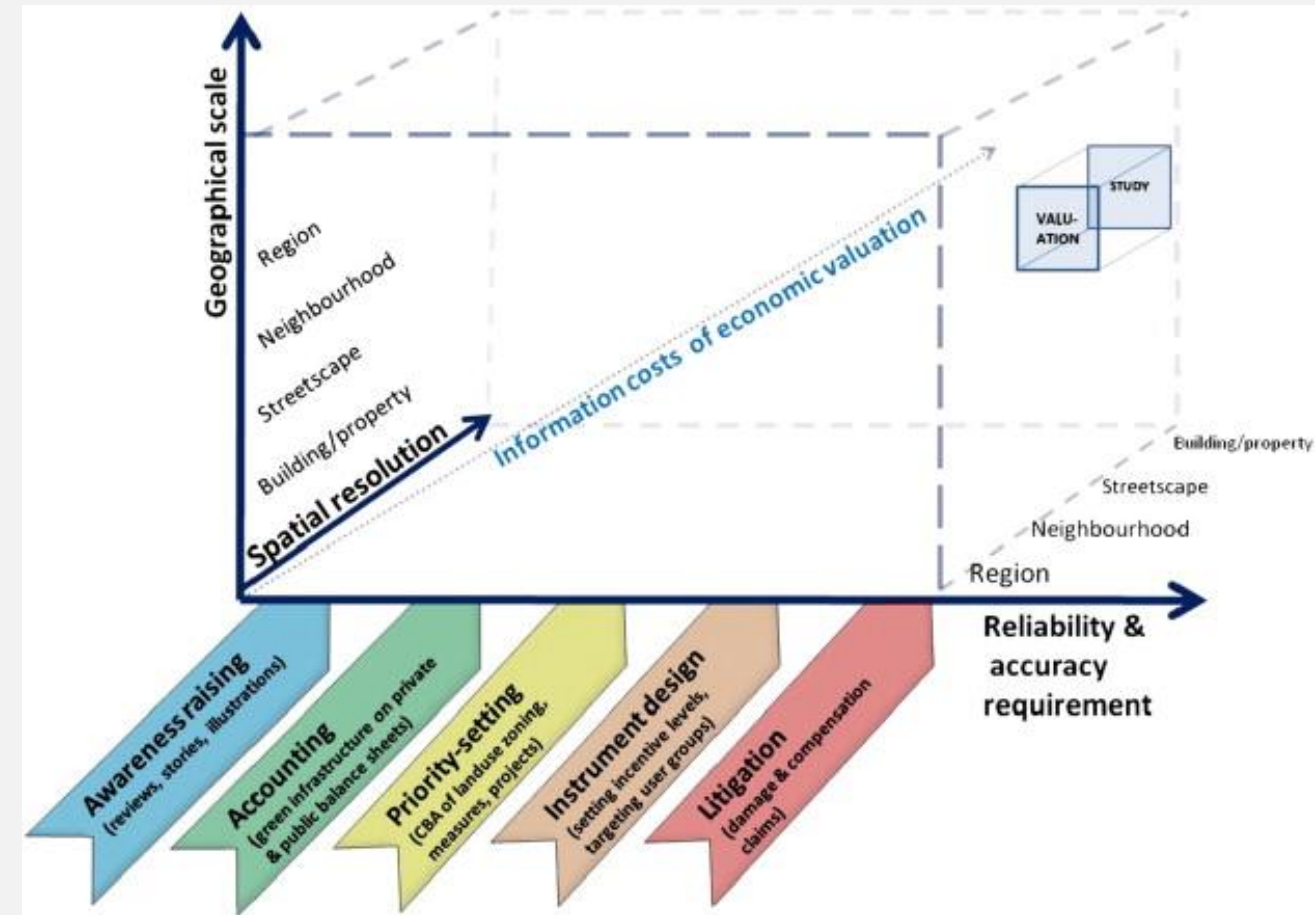 Geographical scale
Region
Neighbourhood
Streetscape
Building/property
Spatial resolution
Information costs of economic valuation
VALU-
ATION
STUDY
Building/property
Streetscape
Neighbourhood
Region
Reliability &
accuracy
requirement
Awareness raising
(reviews, stories, illustrations)
Accounting
(green infrastructure on private
& public balance sheets)
Priority-setting
(CBA of landuse zoning,
measures, projects)
Instrument design
(setting incentive levels,
targeting user groups)
Litigation
(damage & compensation
claims)